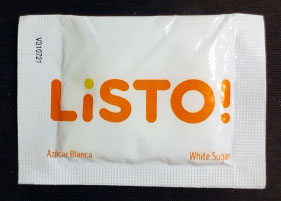 V310721
LiSTO!
Azúcar Blanca
White Sugar